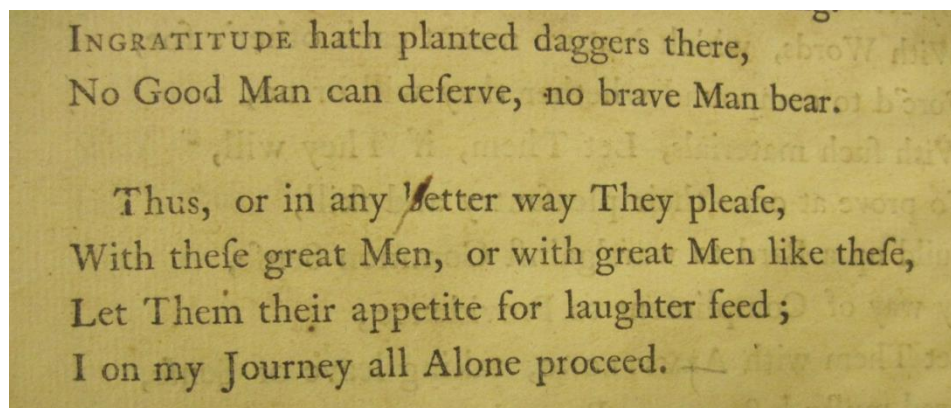 INGRATITUDE hath planted daggers there,
No Good Man can deſerve, no brave Man bear.
Thus, or in any better way They pleaſe,
With theſe great Men, or with great Men like theſe,
Let Them their appetite for laughter feed;
I on my Journey all Alone proceed.